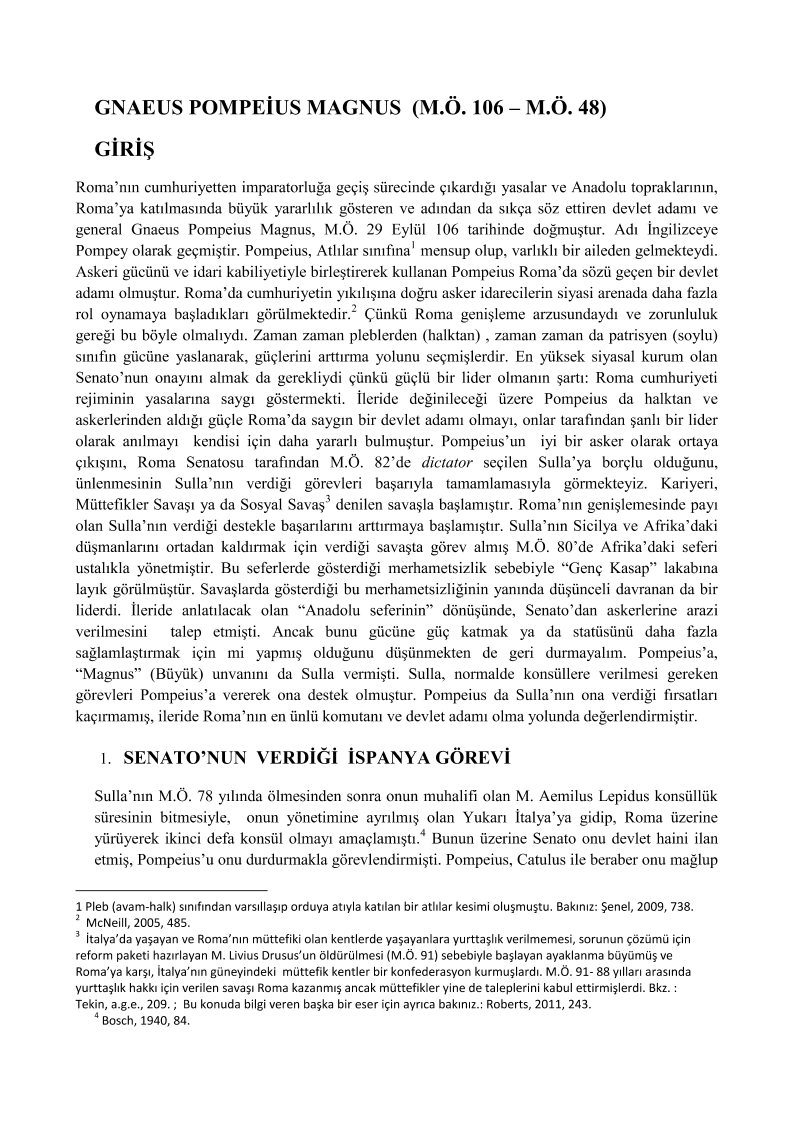 GNAEUS POMPEİUS MAGNUS (M.Ö. 106 – M.Ö. 48)
GİRİŞ
Roma’nın cumhuriyetten imparatorluğa geçiş sürecinde çıkardığı yasalar ve Anadolu topraklarının,
Roma’ya katılmasında büyük yararlılık gösteren ve adından da sıkça söz ettiren devlet adamı ve
general Gnaeus Pompeius Magnus, M.Ö. 29 Eylül 106 tarihinde doğmuştur. Adı İngilizceye
Pompey olarak geçmiştir. Pompeius, Atlılar sınıfına1 mensup olup, varlıklı bir aileden gelmekteydi.
Askeri gücünü ve idari kabiliyetiyle birleştirerek kullanan Pompeius Roma’da sözü geçen bir devlet
adamı olmuştur. Roma’da cumhuriyetin yıkılışına doğru asker idarecilerin siyasi arenada daha fazla
rol oynamaya başladıkları görülmektedir.2 Çünkü Roma genişleme arzusundaydı ve zorunluluk
gereği bu böyle olmalıydı. Zaman zaman pleblerden (halktan) , zaman zaman da patrisyen (soylu)
sınıfın gücüne yaslanarak, güçlerini arttırma yolunu seçmişlerdir. En yüksek siyasal kurum olan
Senato’nun onayını almak da gerekliydi çünkü güçlü bir lider olmanın şartı: Roma cumhuriyeti
rejiminin yasalarına saygı göstermekti. İleride değinileceği üzere Pompeius da halktan ve
askerlerinden aldığı güçle Roma’da saygın bir devlet adamı olmayı, onlar tarafından şanlı bir lider
olarak anılmayı kendisi için daha yararlı bulmuştur. Pompeius’un iyi bir asker olarak ortaya
çıkışını, Roma Senatosu tarafından M.Ö. 82’de dictator seçilen Sulla’ya borçlu olduğunu,
ünlenmesinin Sulla’nın verdiği görevleri başarıyla tamamlamasıyla görmekteyiz. Kariyeri,
Müttefikler Savaşı ya da Sosyal Savaş3 denilen savaşla başlamıştır. Roma’nın genişlemesinde payı
olan Sulla’nın verdiği destekle başarılarını arttırmaya başlamıştır. Sulla’nın Sicilya ve Afrika’daki
düşmanlarını ortadan kaldırmak için verdiği savaşta görev almış M.Ö. 80’de Afrika’daki seferi
ustalıkla yönetmiştir. Bu seferlerde gösterdiği merhametsizlik sebebiyle “Genç Kasap” lakabına
layık görülmüştür. Savaşlarda gösterdiği bu merhametsizliğinin yanında düşünceli davranan da bir
liderdi. İleride anlatılacak olan “Anadolu seferinin” dönüşünde, Senato’dan askerlerine arazi
verilmesini talep etmişti. Ancak bunu gücüne güç katmak ya da statüsünü daha fazla
sağlamlaştırmak için mi yapmış olduğunu düşünmekten de geri durmayalım. Pompeius’a,
“Magnus” (Büyük) unvanını da Sulla vermişti. Sulla, normalde konsüllere verilmesi gereken
görevleri Pompeius’a vererek ona destek olmuştur. Pompeius da Sulla’nın ona verdiği fırsatları
kaçırmamış, ileride Roma’nın en ünlü komutanı ve devlet adamı olma yolunda değerlendirmiştir.
1. SENATO’NUN VERDİĞİ İSPANYA GÖREVİ
Sulla’nın M.Ö. 78 yılında ölmesinden sonra onun muhalifi olan M. Aemilus Lepidus konsüllük
süresinin bitmesiyle, onun yönetimine ayrılmış olan Yukarı İtalya’ya gidip, Roma üzerine
yürüyerek ikinci defa konsül olmayı amaçlamıştı.4 Bunun üzerine Senato onu devlet haini ilan
etmiş, Pompeius’u onu durdurmakla görevlendirmişti. Pompeius, Catulus ile beraber onu mağlup
1 Pleb (avam-halk) sınıfından varsıllaşıp orduya atıyla katılan bir atlılar kesimi oluşmuştu. Bakınız: Şenel, 2009, 738.
2 McNeill, 2005, 485.
3 İtalya’da yaşayan ve Roma’nın müttefiki olan kentlerde yaşayanlara yurttaşlık verilmemesi, sorunun çözümü için
reform paketi hazırlayan M. Livius Drusus’un öldürülmesi (M.Ö. 91) sebebiyle başlayan ayaklanma büyümüş ve
Roma’ya karşı, İtalya’nın güneyindeki müttefik kentler bir konfederasyon kurmuşlardı. M.Ö. 91- 88 yılları arasında
yurttaşlık hakkı için verilen savaşı Roma kazanmış ancak müttefikler yine de taleplerini kabul ettirmişlerdi. Bkz. :
Tekin, a.g.e., 209. ; Bu konuda bilgi veren başka bir eser için ayrıca bakınız.: Roberts, 2011, 243.
4 Bosch, 1940, 84.